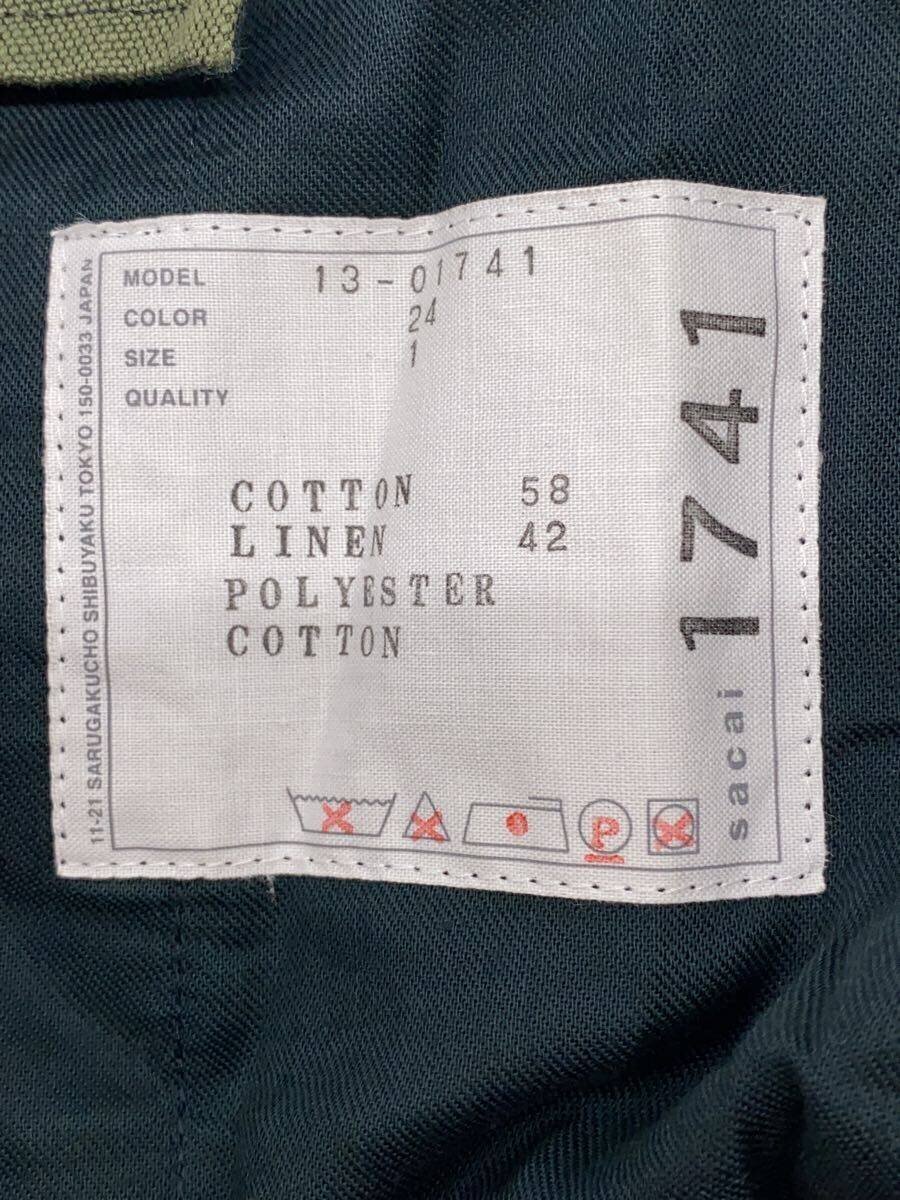 MODEL 13-01741
COLOR 24
SIZE 1
QUALITY
COTTON 58
LINEN 42
POLYESTER
COTTON
P
11-21 SARUGAKUCHO SHIBUYAKU TOKYO 150-0033 JAPAN
sacai 1741